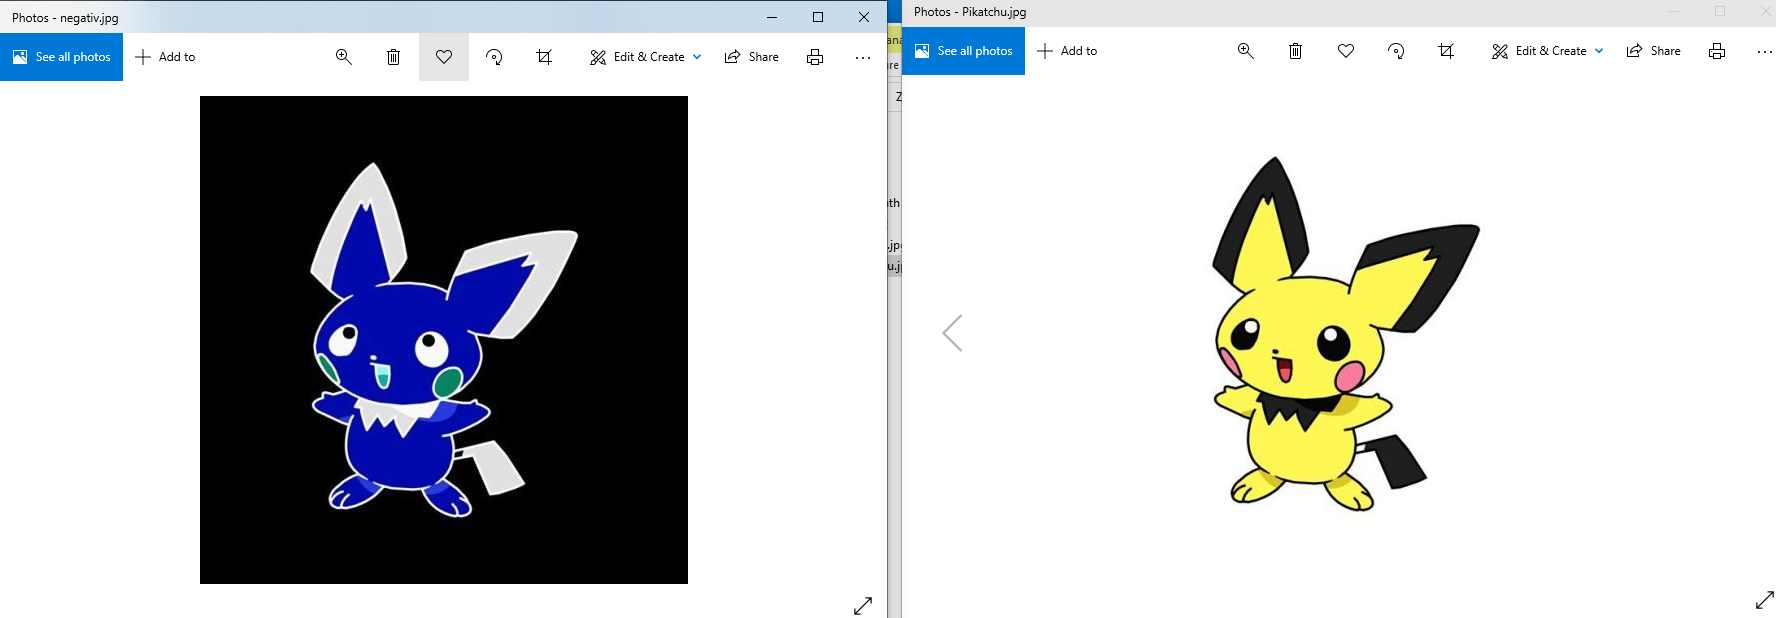 Photos - negativ.jpg
See all photos
Add to
Edit & Create
Share
Photos - Pikatchu.jpg
See all photos
Add to
Edit & Create
Share